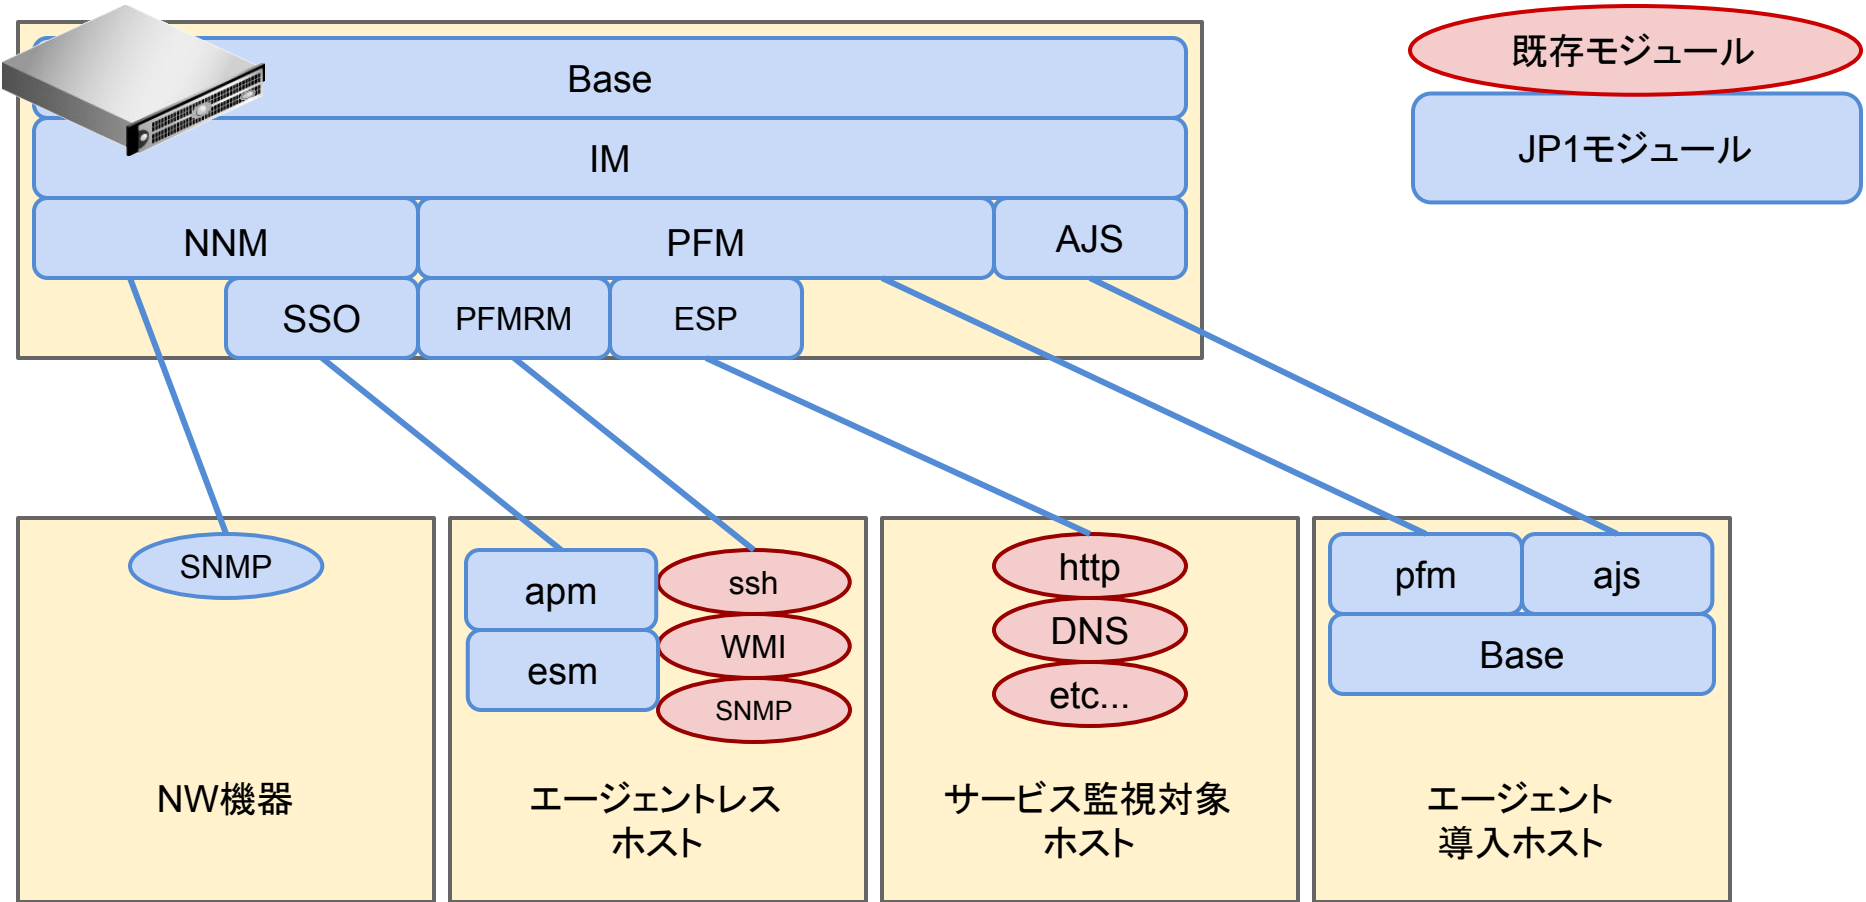 Base
既存モジュール
IM
JP1モジュール
NNM
PFM
AJS
SSO
PFMRM
ESP
SNMP
apm
esm
ssh
WMI
SNMP
http
DNS
etc...
pfm
ajs
Base
NW機器
エージェントレス
ホスト
サービス監視対象
ホスト
エージェント
導入ホスト